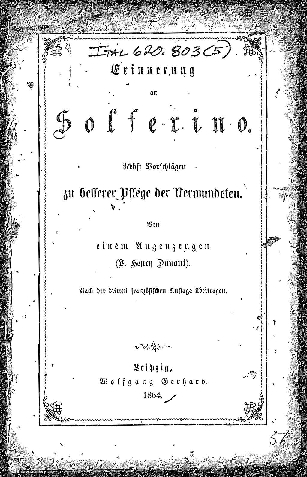 ITAL 620.803(5)
Erinnerung
an
Solferino.
Nebst Vorschlägen
zu besserer Pflege der Verwundeten.
Von
einem Augenzeugen
(J. Henry Dunant).
Nach der dritten französischen Auflage übertragen.
Leipzig,
Wolfgang Gerhard.
1864.